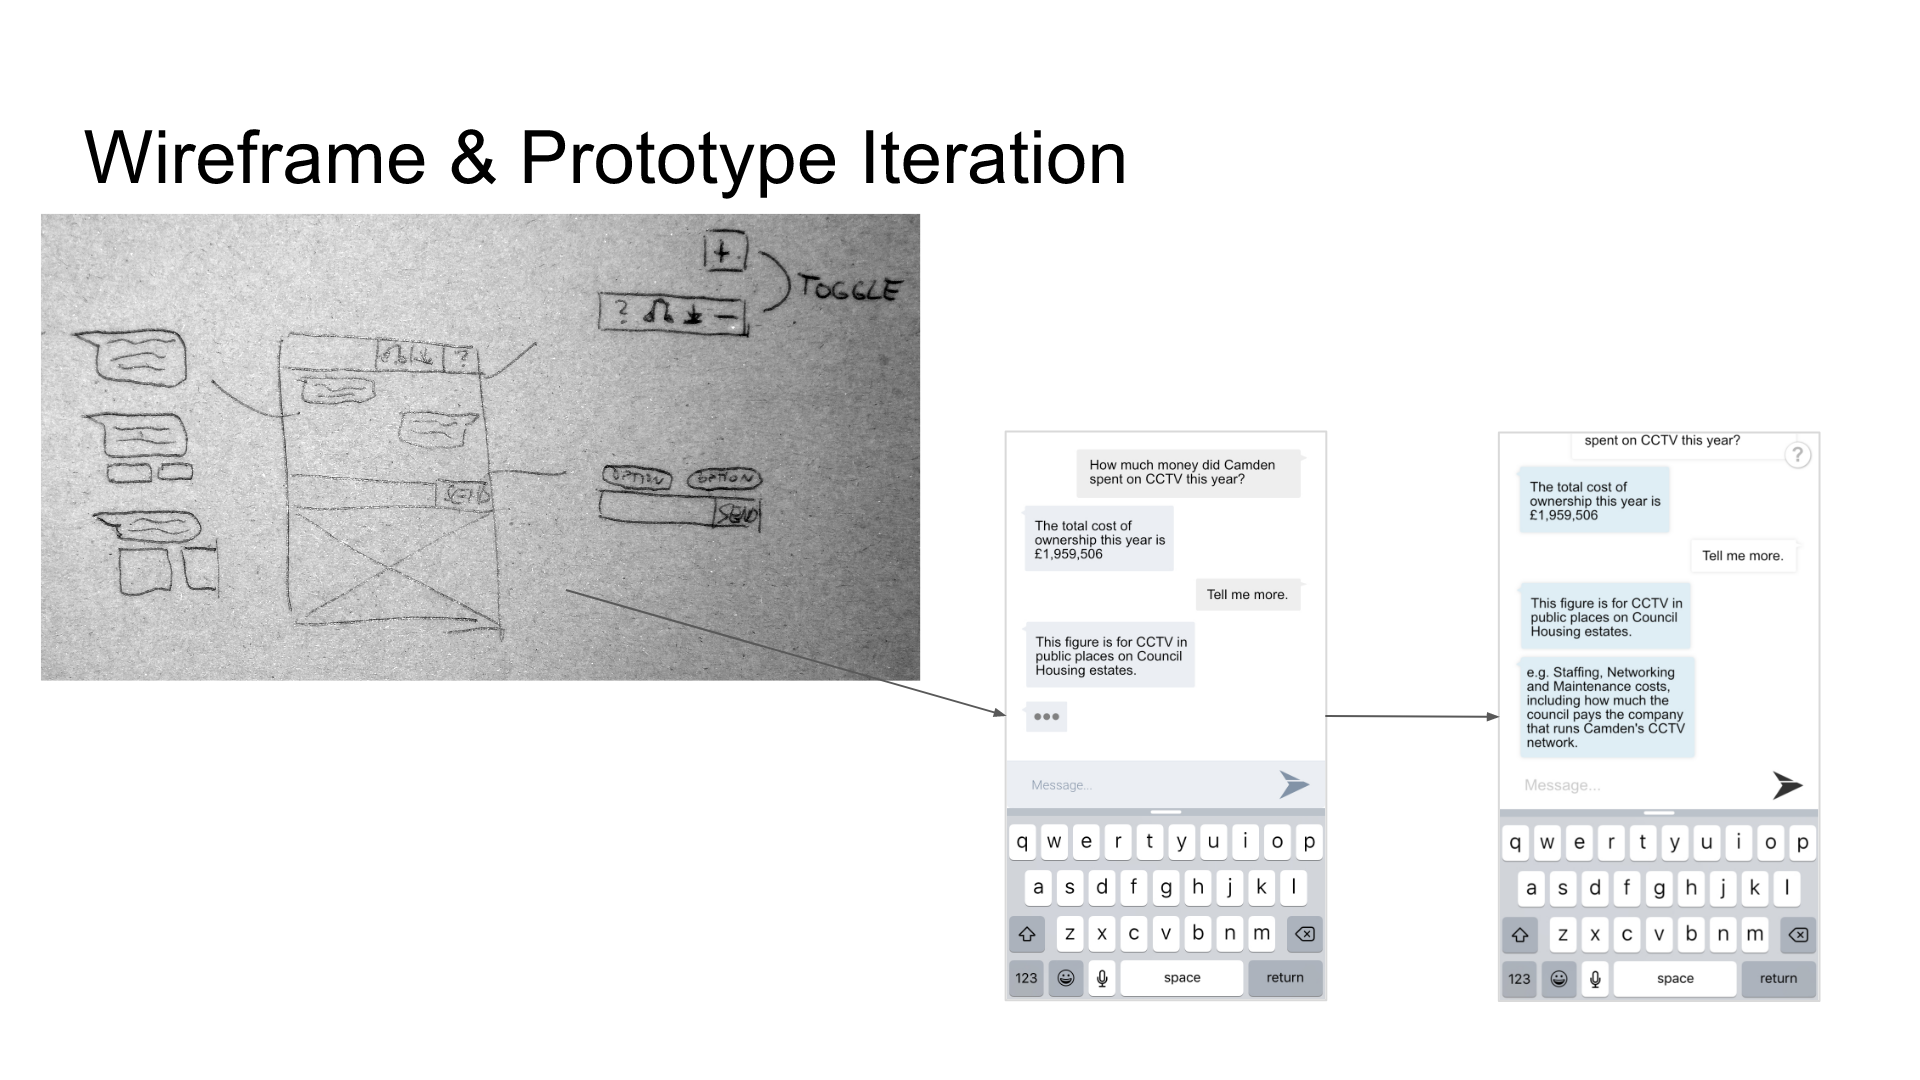 Wireframe & Prototype Iteration
+
TOGGLE
?
?
OPTION OPTION
SEND
SEND
How much money did Camden
spent on CCTV this year?
The total cost of
ownership this year is
£1,959,506
Tell me more.
This figure is for CCTV in
public places on Council
Housing estates.
•••
Message...
q w e r t y u i o p
a s d f g h j k l
z x c v b n m
123 space return
spent on CCTV this year?
?
The total cost of
ownership this year is
£1,959,506
Tell me more.
This figure is for CCTV in
public places on Council
Housing estates.
e.g. Staffing, Networking
and Maintenance costs,
including how much the
council pays the company
that runs Camden's CCTV
network.
Message...
q w e r t y u i o p
a s d f g h j k l
z x c v b n m
123 space return